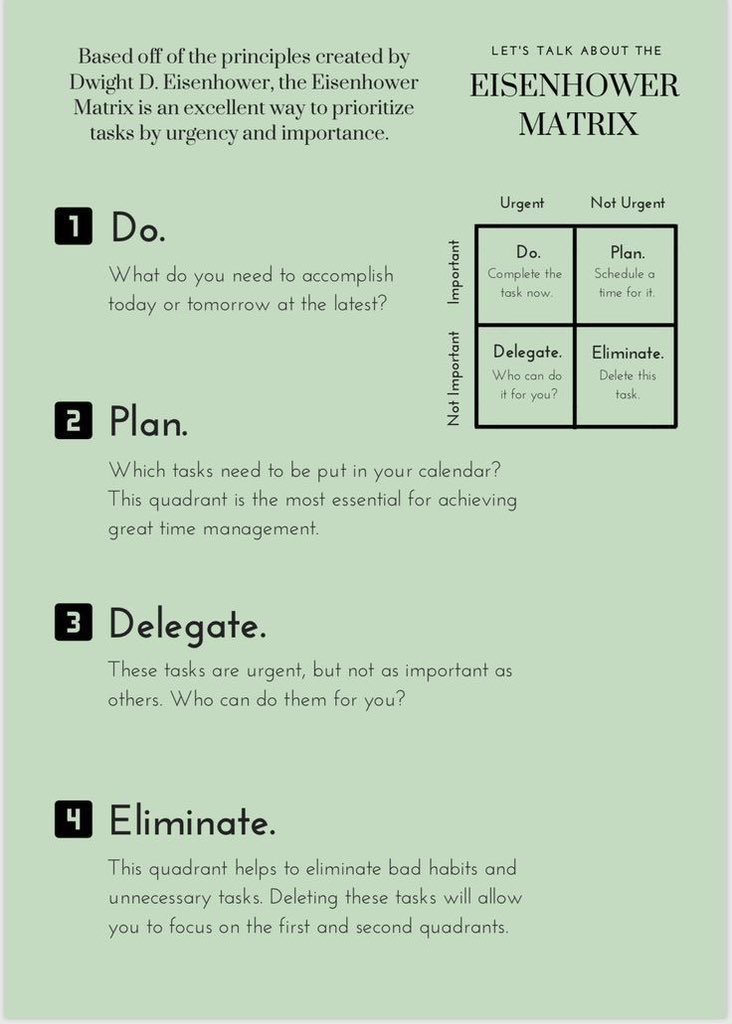 Based off of the principles created by
Dwight D. Eisenhower, the Eisenhower
Matrix is an excellent way to prioritize
tasks by urgency and importance.
LET'S TALK ABOUT THE
EISENHOWER
MATRIX
1 Do.
What do you need to accomplish
today or tomorrow at the latest?
Urgent Not Urgent
Important
Do. Plan.
Complete the Schedule a
task now. time for it.
Not Important
Delegate. Eliminate.
Who can do Delete this
it for you? task.
2 Plan.
Which tasks need to be put in your calendar?
This quadrant is the most essential for achieving
great time management.
3 Delegate.
These tasks are urgent, but not as important as
others. Who can do them for you?
4 Eliminate.
This quadrant helps to eliminate bad habits and
unnecessary tasks. Deleting these tasks will allow
you to focus on the first and second quadrants.